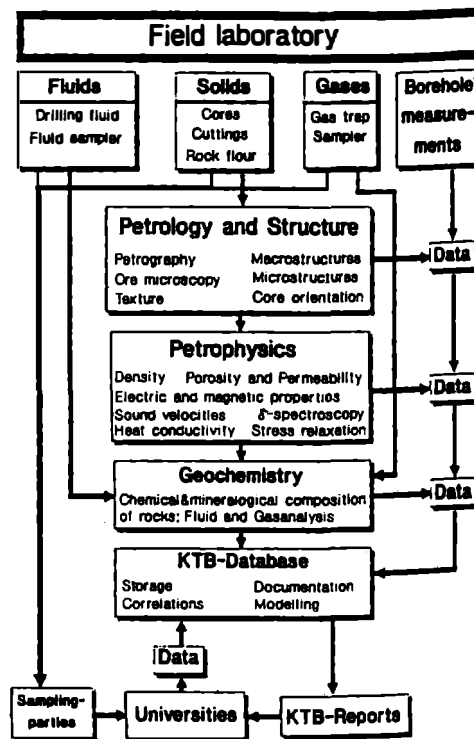 Field laboratory
Fluids
Drilling fluid
Fluid sampler
Solids
Cores
Cuttings
Rock flour
Gases
Gas trap
Sampler
Borehole
measure-
ments
Petrology and Structure
Petrography Macrostructures
Ore microscopy Microstructures
Texture Core orientation
Data
Petrophysics
Density Porosity and Permeability
Electric and magnetic properties
Sound velocities γ-spectroscopy
Heat conductivity Stress relaxation
Data
Geochemistry
Chemical&mineralogical composition
of rocks; Fluid and Gasanalysis
Data
KTB-Database
Storage Documentation
Correlations Modelling
Data
Sampling-
parties
Universities
KTB-Reports